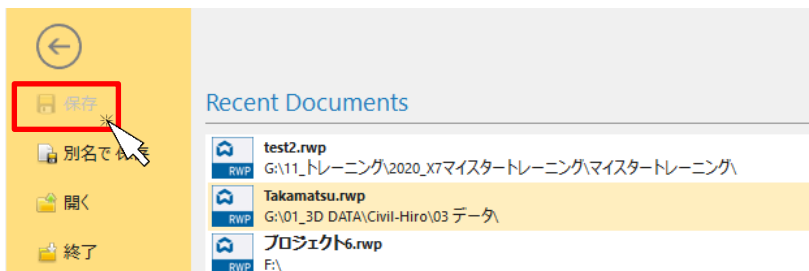 保存
Recent Documents
別名で保存
test2.rwp
G:\11_トレーニング\2020_X7マイスタートレーニング\マイスタートレーニング\
RWP
開く
Takamatsu.rwp
G:\01_3D DATA\Civil-Hiro\03 データ\
RWP
終了
プロジェクト6.rwp
F:\
RWP